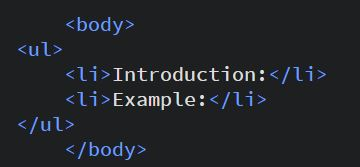 <body>
<ul>
    <li>Introduction:</li>
    <li>Example:</li>
</ul>
    </body>